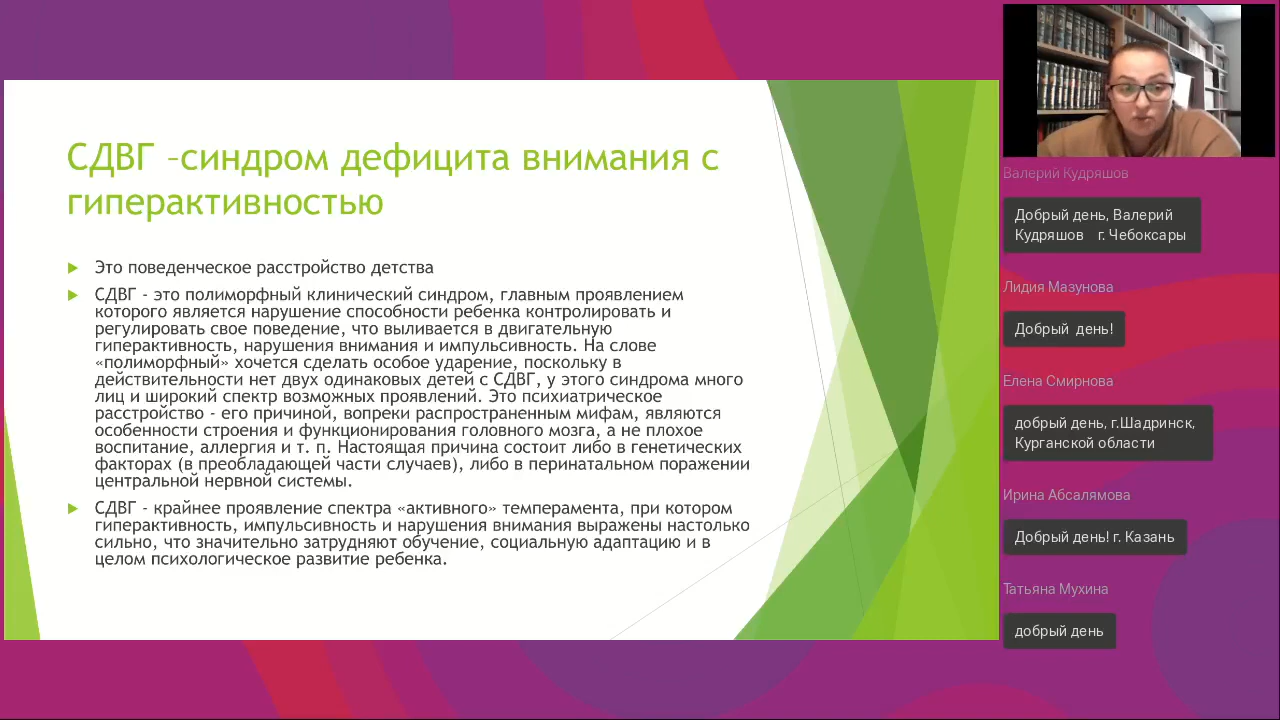 СДВГ –синдром дефицита внимания с
гиперактивностью
Это поведенческое расстройство детства
СДВГ - это полиморфный клинический синдром, главным проявлением
которого является нарушение способности ребенка контролировать и
регулировать свое поведение, что выливается в двигательную
гиперактивность, нарушения внимания и импульсивность. На слове
«полиморфный» хочется сделать особое ударение, поскольку в
действительности нет двух одинаковых детей с СДВГ, у этого синдрома много
лиц и широкий спектр возможных проявлений. Это психиатрическое
расстройство - его причиной, вопреки распространенным мифам, являются
особенности строения и функционирования головного мозга, а не плохое
воспитание, аллергия и т. п. Настоящая причина состоит либо в генетических
факторах (в преобладающей части случаев), либо в перинатальном поражении
центральной нервной системы.
СДВГ - крайнее проявление спектра «активного» темперамента, при котором
гиперактивность, импульсивность и нарушения внимания выражены настолько
сильно, что значительно затрудняют обучение, социальную адаптацию и в
целом психологическое развитие ребенка.
Валерий Кудряшов
Добрый день, Валерий
Кудряшов г. Чебоксары
Лидия Мазунова
Добрый день!
Елена Смирнова
добрый день, г.Шадринск,
Курганской области
Ирина Абсалямова
Добрый день! г. Казань
Татьяна Мухина
добрый день